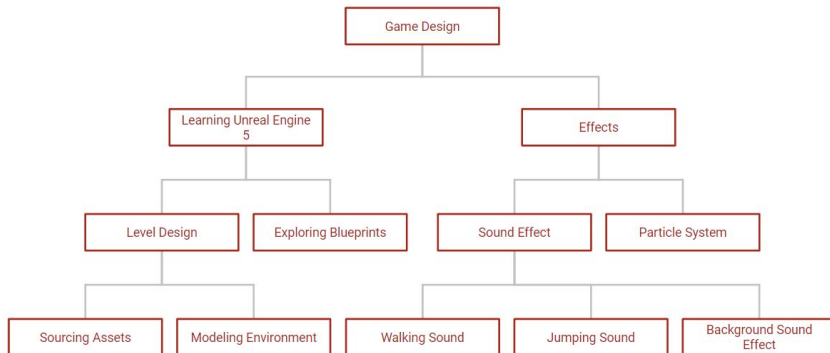 Game Design
Learning Unreal Engine
5
Effects
Level Design
Exploring Blueprints
Sound Effect
Particle System
Sourcing Assets
Modeling Environment
Walking Sound
Jumping Sound
Background Sound
Effect